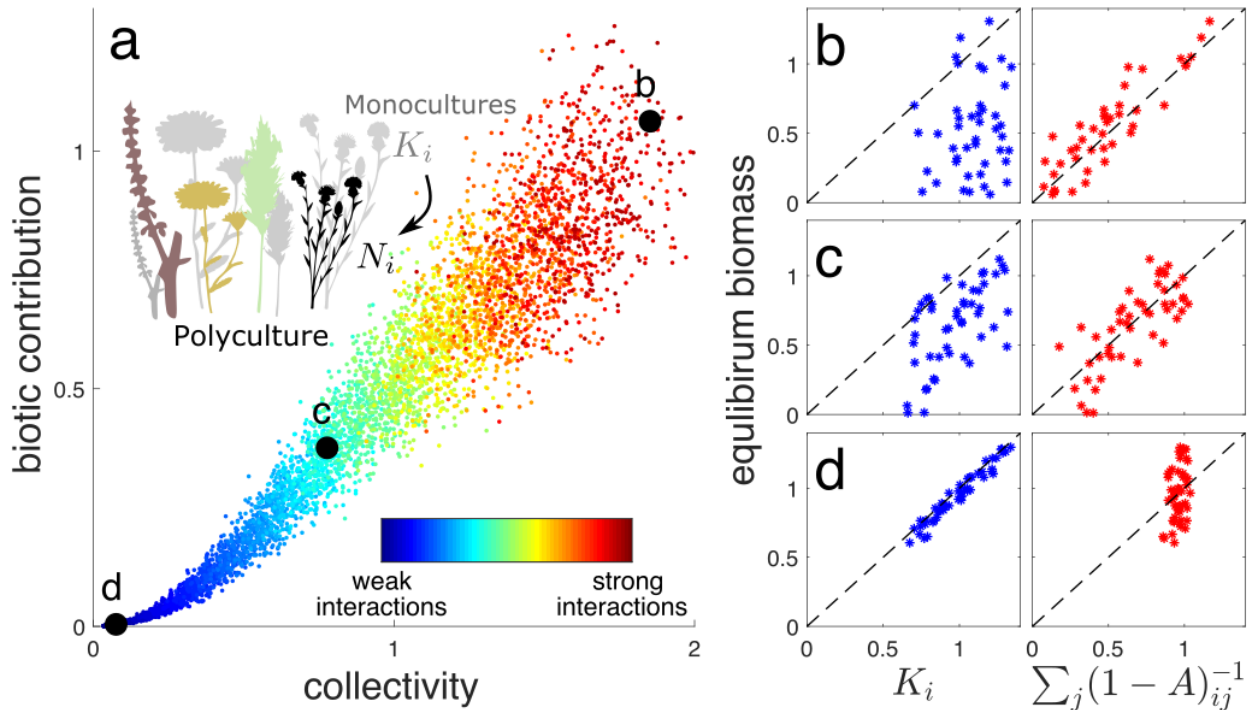 a
biotic contribution
1
0.5
0
0
1
2
collectivity
Monocultures
K_i
N_i
Polyculture
b
c
d
weak
interactions
strong
interactions
equlibirum biomass
b
1
0.5
0
c
1
0.5
0
d
1
0.5
0
0 0.5 1
0 0.5 1
K_i
∑_j(1 − A)_{ij}^{-1}